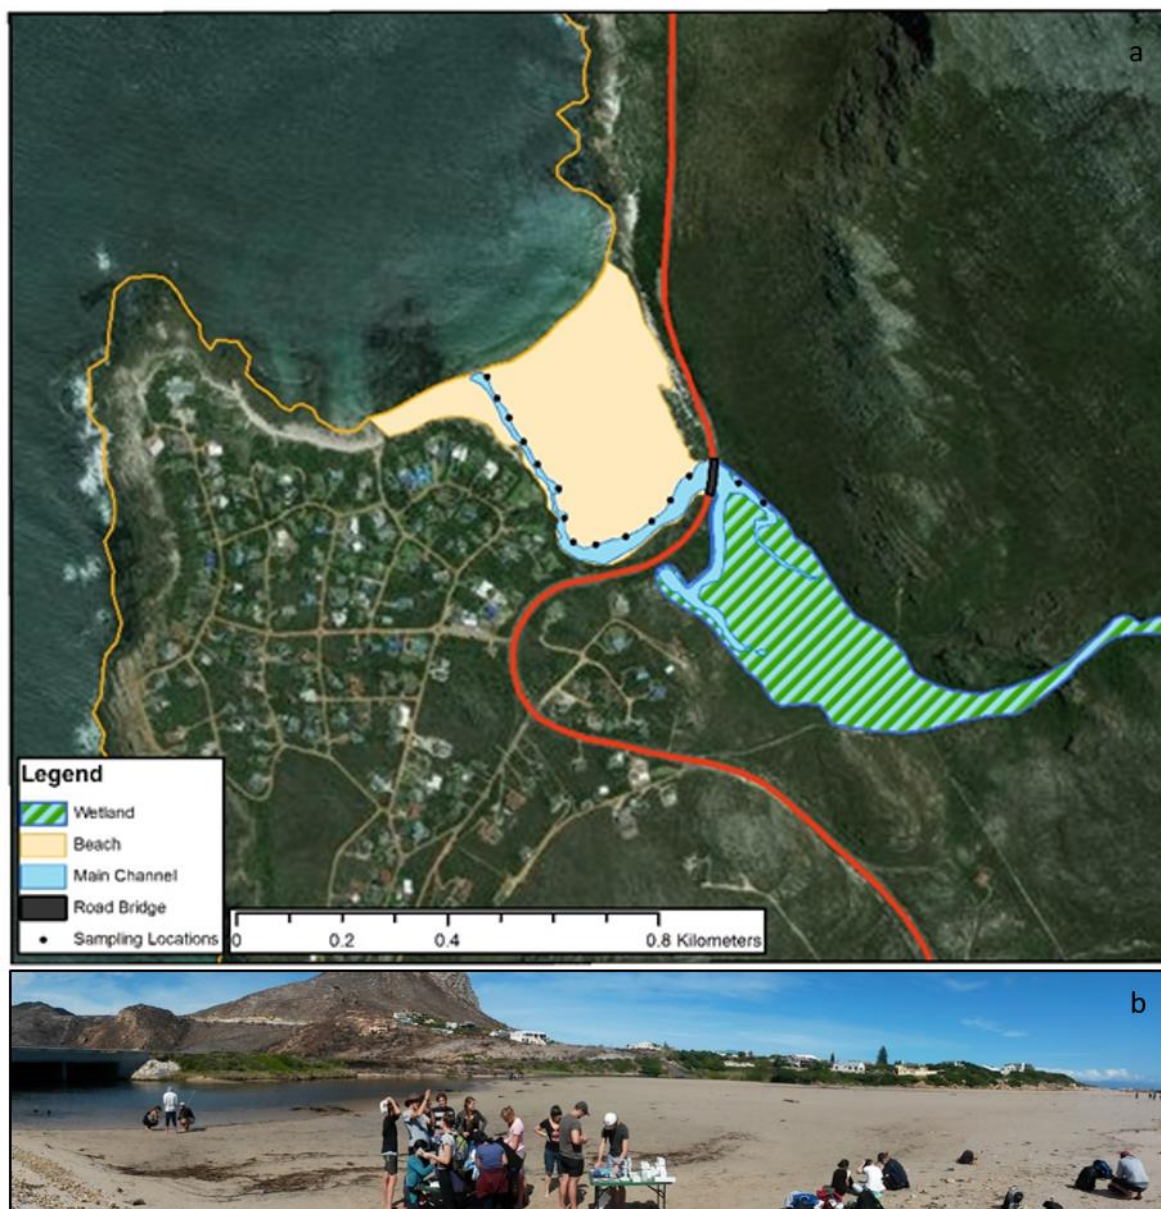 a
Legend
Wetland
Beach
Main Channel
Road Bridge
Sampling Locations
0 0.2 0.4 0.8 Kilometers
b